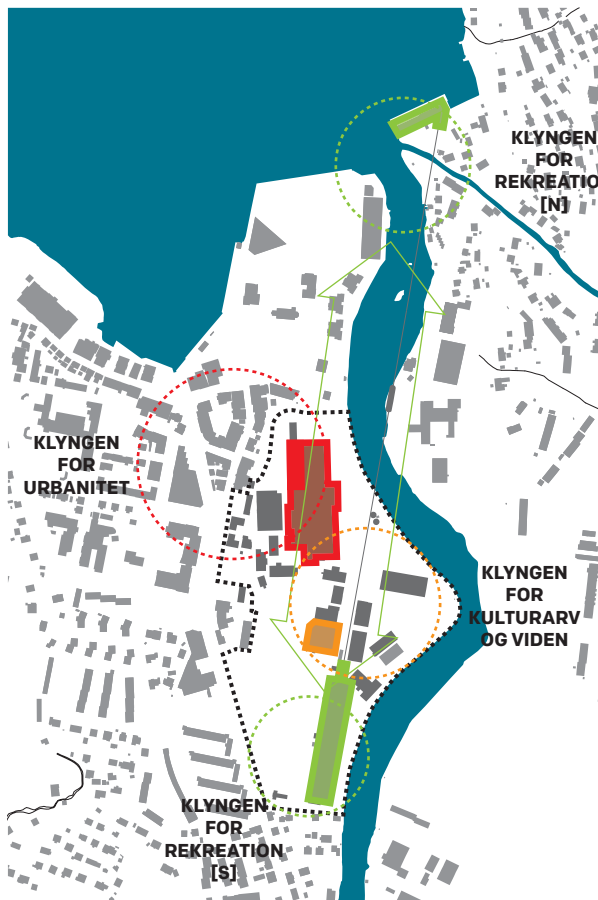 KLYNGEN
FOR
REKREATIO
[N]
KLYNGEN
FOR
URBANITET
KLYNGEN
FOR
KULTURARV
OG VIDEN
KLYNGEN
FOR
REKREATION
[S]